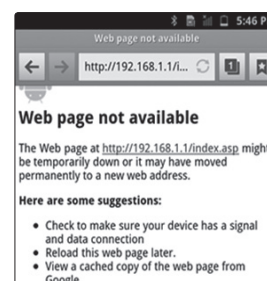 5:46 P
Web page not available
http://192.168.1.1/i...
1
Web page not available
The Web page at http://192.168.1.1/index.asp might
be temporarily down or it may have moved
permanently to a new web address.
Here are some suggestions:
• Check to make sure your device has a signal
and data connection
• Reload this web page later.
• View a cached copy of the web page from
Google